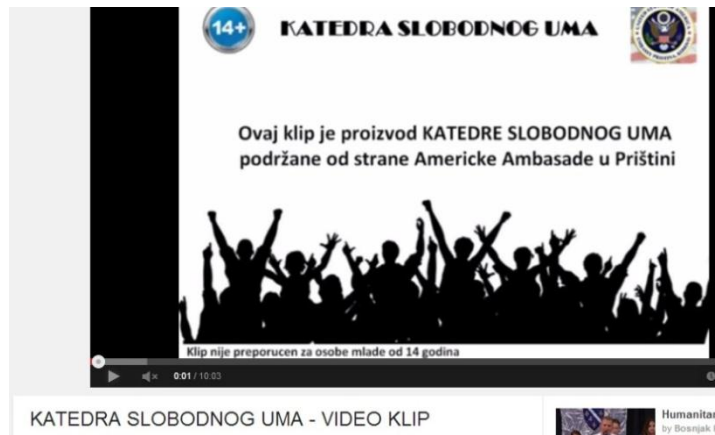 14+
KATEDRA SLOBODNOG UMA
Ovaj klip je proizvod KATEDRE SLOBODNOG UMA
podržane od strane Americke Ambasade u Prištini
Klip nije preporucen za osobe mlade od 14 godina
0:01 / 10:03
KATEDRA SLOBODNOG UMA - VIDEO KLIP
Humanitar
by Bosnjak